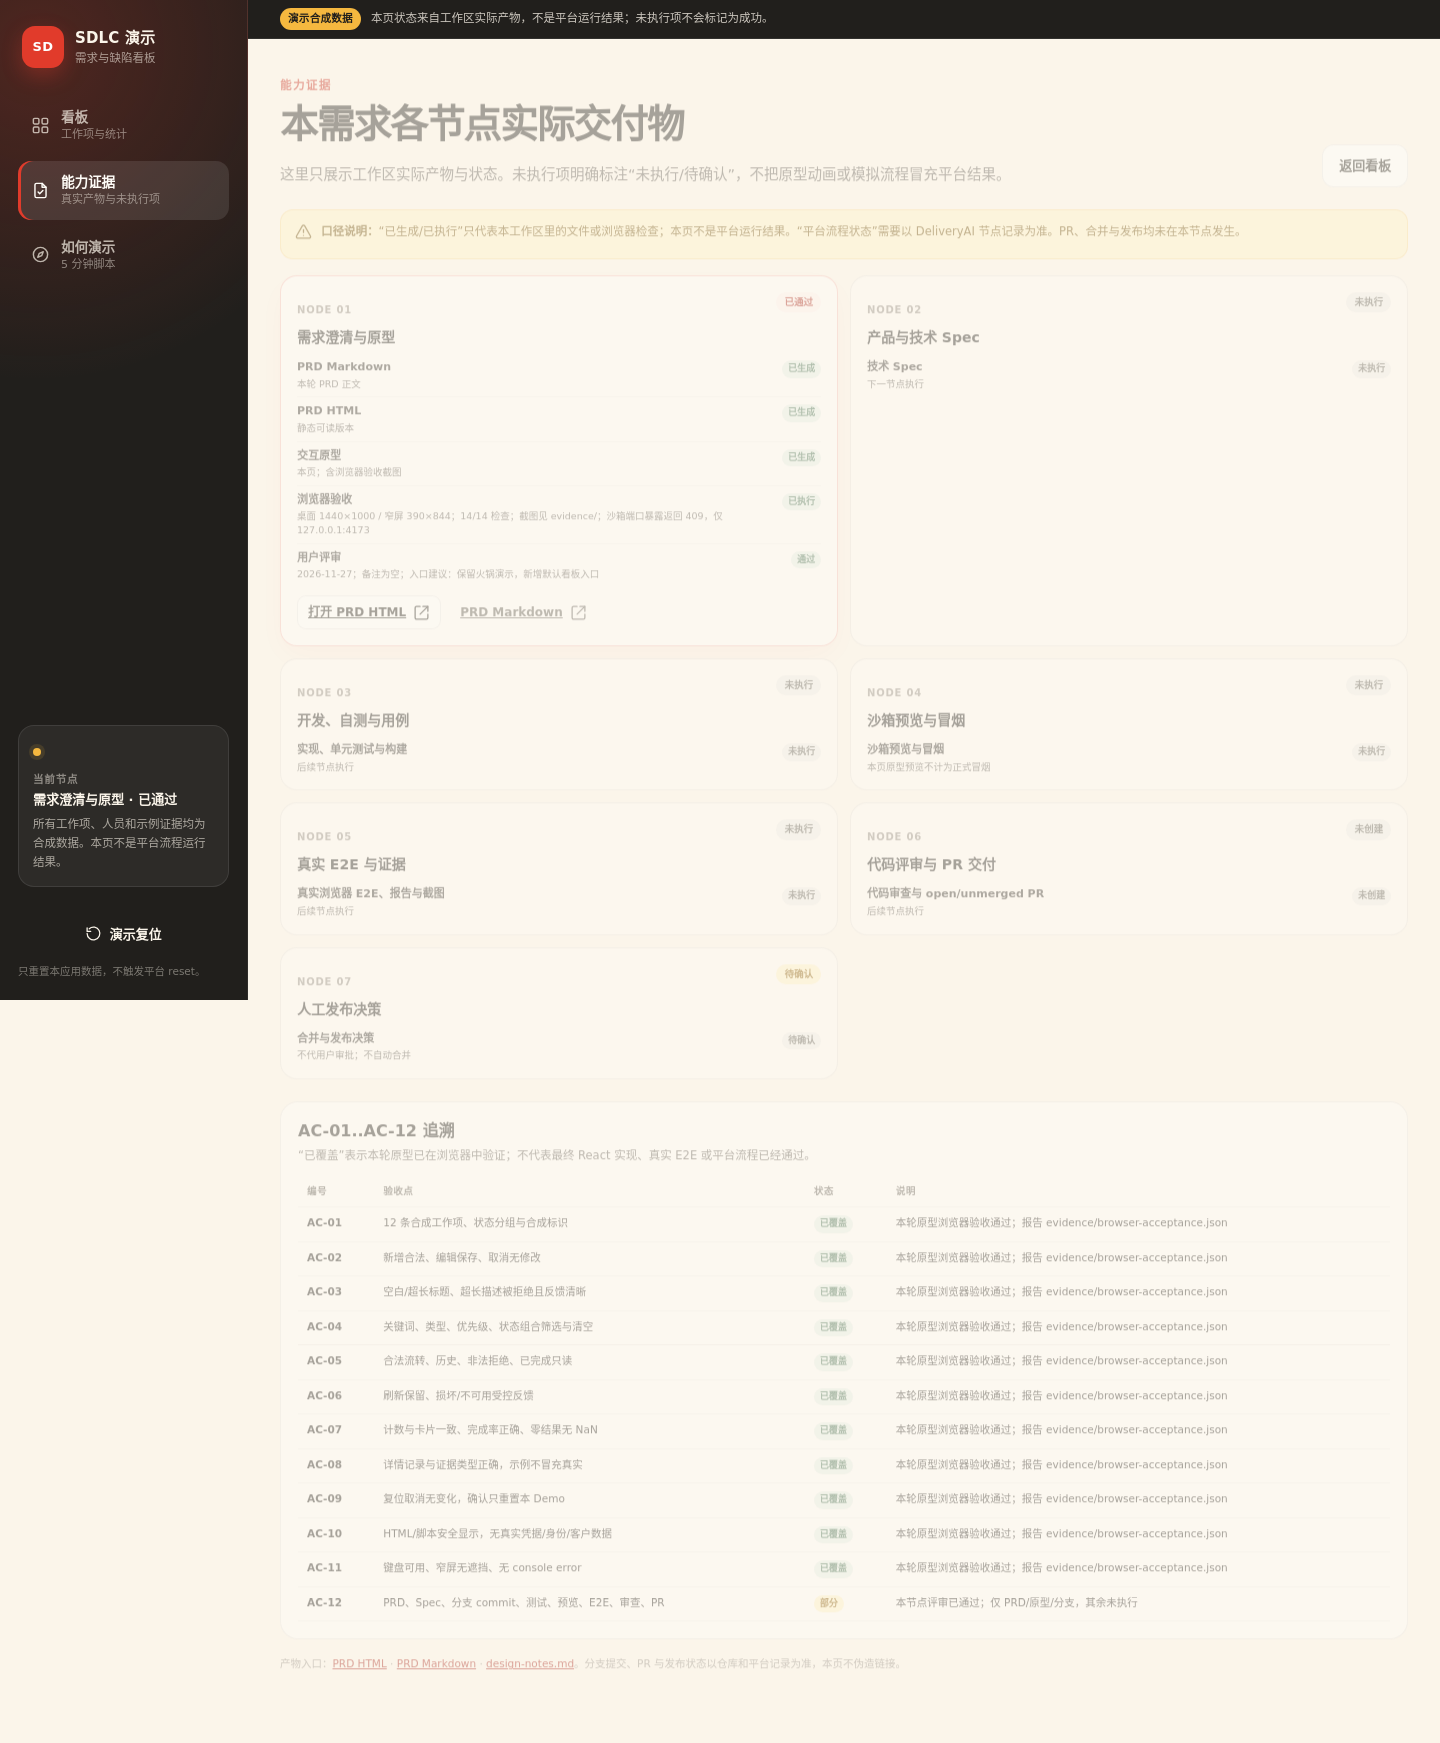 SD
SDLC 演示
需求与缺陷看板
看板
工作项与统计
能力证据
真实产物与未执行项
如何演示
5 分钟脚本
当前节点
需求澄清与原型 · 已通过
所有工作项、人员和示例证据均为
合成数据。本页不是平台流程运行
结果。
演示复位
只重置本应用数据，不触发平台 reset。
演示合成数据 本页状态来自工作区实际产物，不是平台运行结果；未执行项不会标记为成功。
能力证据
本需求各节点实际交付物
这里只展示工作区实际产物与状态。未执行项明确标注“未执行/待确认”，不把原型动画或模拟流程冒充平台结果。
返回看板
口径说明：“已生成/已执行”只代表本工作区里的文件或浏览器检查；本页不是平台运行结果。“平台流程状态”需要以 DeliveryAI 节点记录为准。PR、合并与发布均未在本节点发生。
NODE 01 已通过
需求澄清与原型
PRD Markdown 已生成
本轮 PRD 正文
PRD HTML 已生成
静态可读版本
交互原型 已生成
本页；含浏览器验收截图
浏览器验收 已执行
桌面 1440×1000 / 窄屏 390×844；14/14 检查；截图见 evidence/；沙箱端口暴露返回 409，仅
127.0.0.1:4173
用户评审 通过
2026-11-27；备注为空；入口建议：保留火锅演示，新增默认看板入口
打开 PRD HTML PRD Markdown
NODE 02 未执行
产品与技术 Spec
技术 Spec 未执行
下一节点执行
NODE 03 未执行
开发、自测与用例
实现、单元测试与构建 未执行
后续节点执行
NODE 04 未执行
沙箱预览与冒烟
沙箱预览与冒烟 未执行
本页原型预览不计为正式冒烟
NODE 05 未执行
真实 E2E 与证据
真实浏览器 E2E、报告与截图 未执行
后续节点执行
NODE 06 未创建
代码评审与 PR 交付
代码审查与 open/unmerged PR 未创建
后续节点执行
NODE 07 待确认
人工发布决策
合并与发布决策 待确认
不代用户审批；不自动合并
AC-01..AC-12 追溯
“已覆盖”表示本轮原型已在浏览器中验证；不代表最终 React 实现、真实 E2E 或平台流程已经通过。
编号 验收点 状态 说明
AC-01 12 条合成工作项、状态分组与合成标识 已覆盖 本轮原型浏览器验收通过；报告 evidence/browser-acceptance.json
AC-02 新增合法、编辑保存、取消无修改 已覆盖 本轮原型浏览器验收通过；报告 evidence/browser-acceptance.json
AC-03 空白/超长标题、超长描述被拒绝且反馈清晰 已覆盖 本轮原型浏览器验收通过；报告 evidence/browser-acceptance.json
AC-04 关键词、类型、优先级、状态组合筛选与清空 已覆盖 本轮原型浏览器验收通过；报告 evidence/browser-acceptance.json
AC-05 合法流转、历史、非法拒绝、已完成只读 已覆盖 本轮原型浏览器验收通过；报告 evidence/browser-acceptance.json
AC-06 刷新保留、损坏/不可用受控反馈 已覆盖 本轮原型浏览器验收通过；报告 evidence/browser-acceptance.json
AC-07 计数与卡片一致、完成率正确、零结果无 NaN 已覆盖 本轮原型浏览器验收通过；报告 evidence/browser-acceptance.json
AC-08 详情记录与证据类型正确，示例不冒充真实 已覆盖 本轮原型浏览器验收通过；报告 evidence/browser-acceptance.json
AC-09 复位取消无变化，确认只重置本 Demo 已覆盖 本轮原型浏览器验收通过；报告 evidence/browser-acceptance.json
AC-10 HTML/脚本安全显示，无真实凭据/身份/客户数据 已覆盖 本轮原型浏览器验收通过；报告 evidence/browser-acceptance.json
AC-11 键盘可用、窄屏无遮挡、无 console error 已覆盖 本轮原型浏览器验收通过；报告 evidence/browser-acceptance.json
AC-12 PRD、Spec、分支 commit、测试、预览、E2E、审查、PR 部分 本节点评审已通过；仅 PRD/原型/分支，其余未执行
产物入口：PRD HTML · PRD Markdown · design-notes.md。分支提交、PR 与发布状态以仓库和平台记录为准，本页不伪造链接。